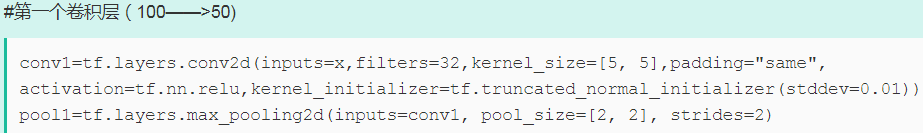 #第一个卷积层（100——>50)
conv1=tf.layers.conv2d(inputs=x,filters=32,kernel_size=[5, 5],padding="same",
activation=tf.nn.relu,kernel_initializer=tf.truncated_normal_initializer(stddev=0.01))
pool1=tf.layers.max_pooling2d(inputs=conv1, pool_size=[2, 2], strides=2)